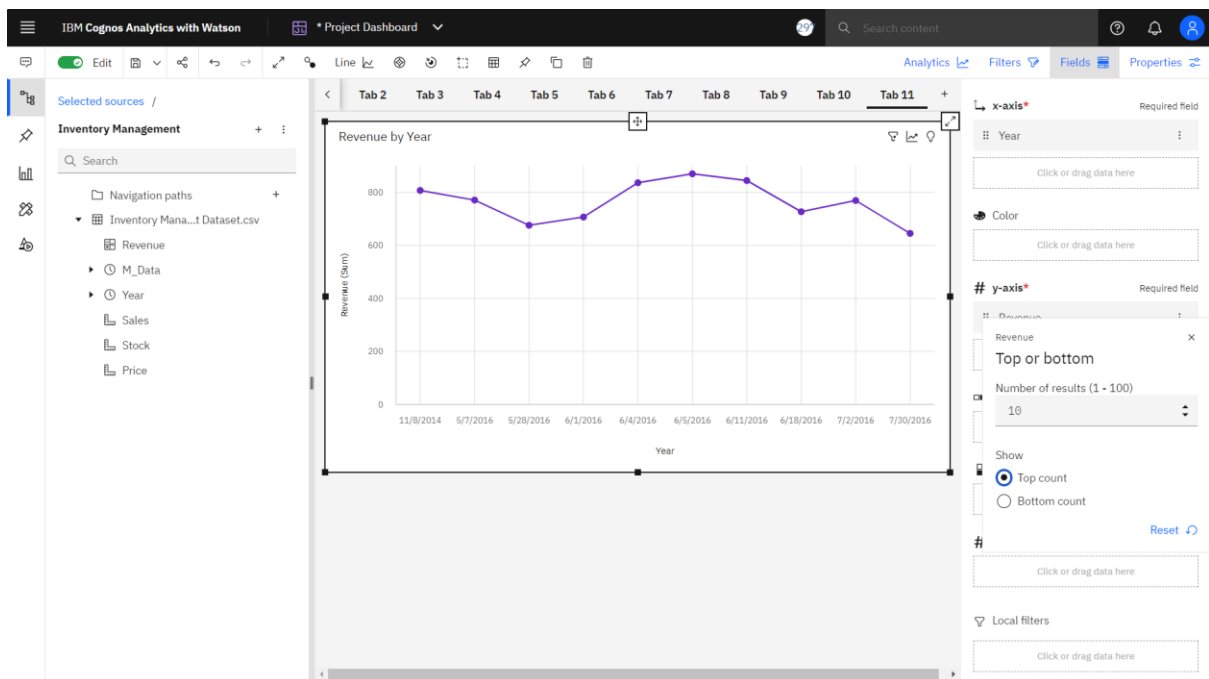 IBM Cognos Analytics with Watson
* Project Dashboard
Search content
Edit
Line
Analytics
Filters
Fields
Properties
Selected sources /
Inventory Management
Search
Navigation paths
Inventory Mana...t Dataset.csv
Revenue
M_Data
Year
Sales
Stock
Price
Tab 2 Tab 3 Tab 4 Tab 5 Tab 6 Tab 7 Tab 8 Tab 9 Tab 10 Tab 11 +
Revenue by Year
Revenue (Sum)
800
600
400
200
0
11/8/2014 5/7/2016 5/28/2016 6/1/2016 6/4/2016 6/5/2016 6/11/2016 6/18/2016 7/2/2016 7/30/2016
Year
x-axis* Required field
Year
Click or drag data here
Color
Click or drag data here
# y-axis* Required field
Revenue
Revenue
Top or bottom
Number of results (1 - 100)
10
Show
Top count
Bottom count
Reset
#
Click or drag data here
Local filters
Click or drag data here